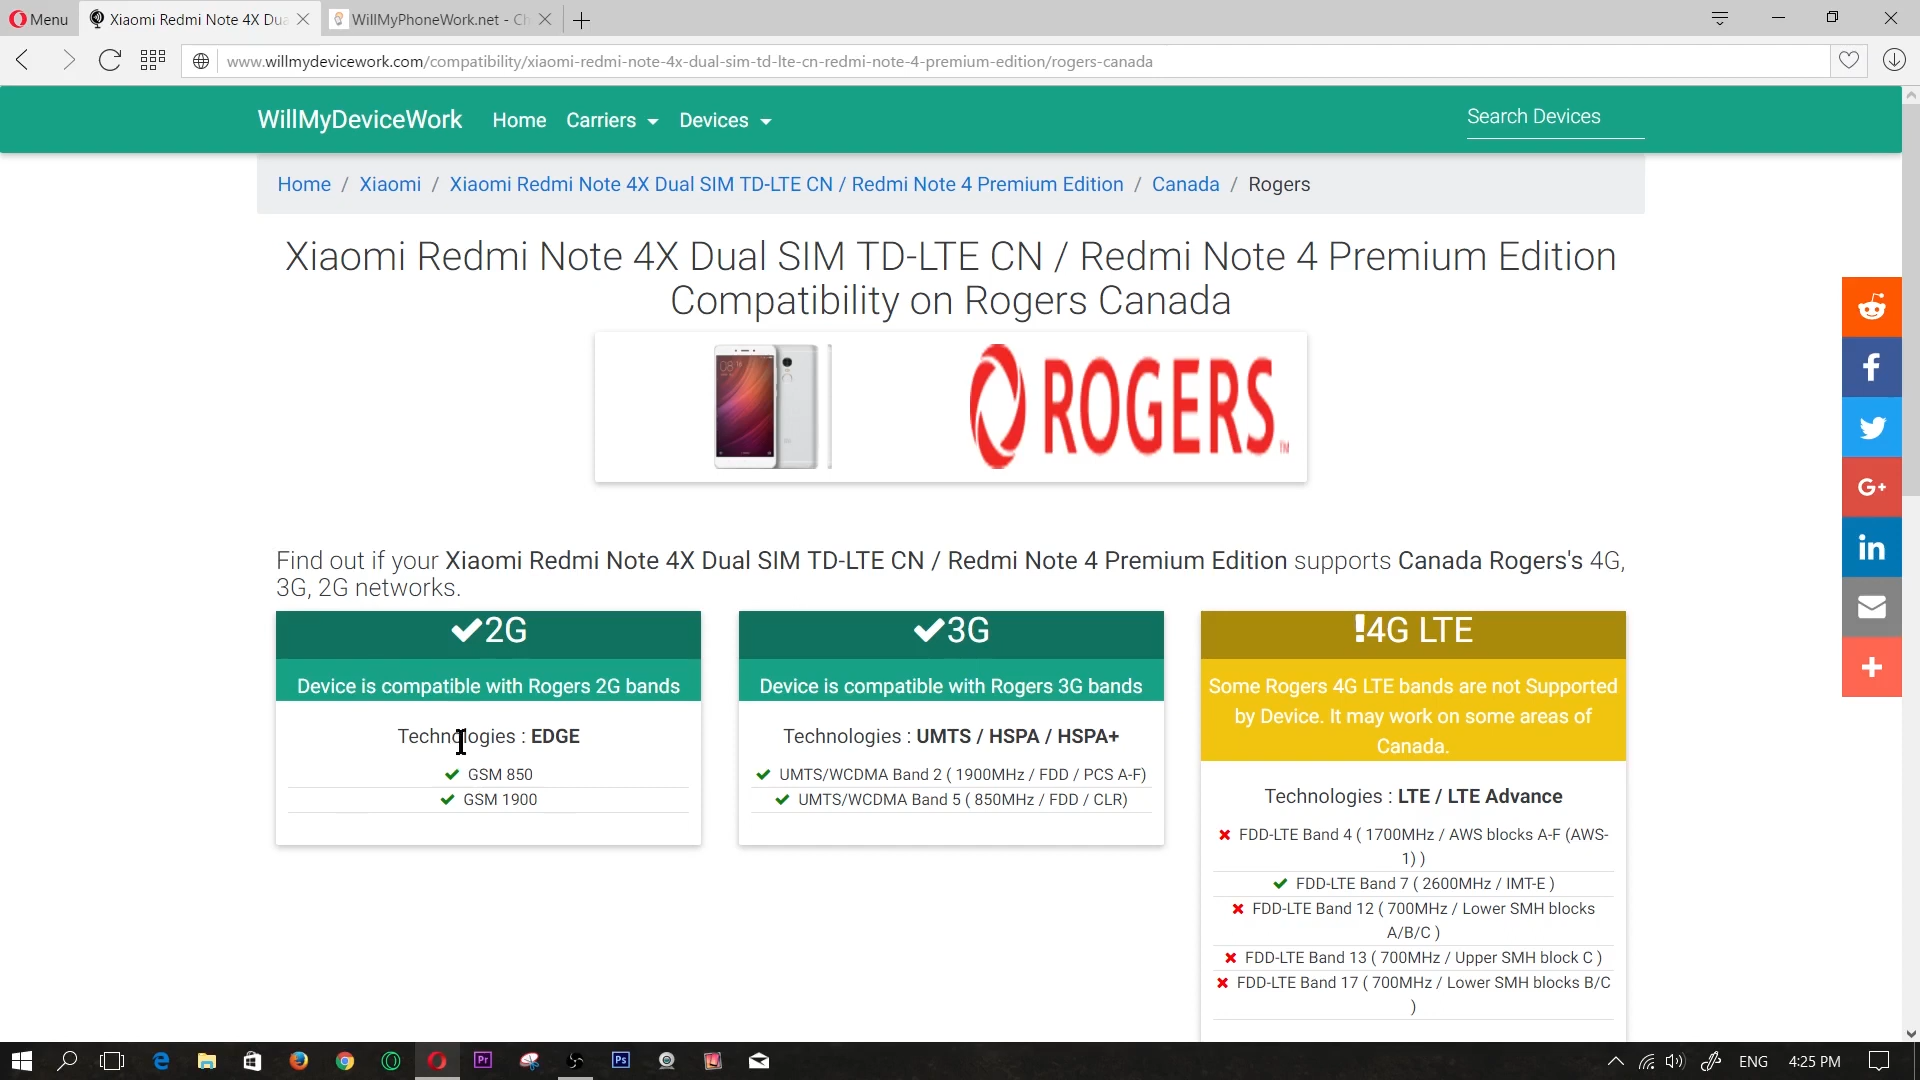 Menu
Xiaomi Redmi Note 4X Du
WillMyPhoneWork.net - Ch
www.willmydevicework.com/compatibility/xiaomi-redmi-note-4x-dual-sim-td-lte-cn-redmi-note-4-premium-edition/rogers-canada
WillMyDeviceWork
Home
Carriers
Devices
Search Devices
Home / Xiaomi / Xiaomi Redmi Note 4X Dual SIM TD-LTE CN / Redmi Note 4 Premium Edition / Canada / Rogers
Xiaomi Redmi Note 4X Dual SIM TD-LTE CN / Redmi Note 4 Premium Edition
Compatibility on Rogers Canada
ROGERS™
G+
in
Find out if your Xiaomi Redmi Note 4X Dual SIM TD-LTE CN / Redmi Note 4 Premium Edition supports Canada Rogers's 4G,
3G, 2G networks.
2G
Device is compatible with Rogers 2G bands
Technologies : EDGE
GSM 850
GSM 1900
3G
Device is compatible with Rogers 3G bands
Technologies : UMTS / HSPA / HSPA+
UMTS/WCDMA Band 2 ( 1900MHz / FDD / PCS A-F)
UMTS/WCDMA Band 5 ( 850MHz / FDD / CLR)
!4G LTE
Some Rogers 4G LTE bands are not Supported
by Device. It may work on some areas of
Canada.
Technologies : LTE / LTE Advance
FDD-LTE Band 4 ( 1700MHz / AWS blocks A-F (AWS-
1) )
FDD-LTE Band 7 ( 2600MHz / IMT-E )
FDD-LTE Band 12 ( 700MHz / Lower SMH blocks
A/B/C )
FDD-LTE Band 13 ( 700MHz / Upper SMH block C )
FDD-LTE Band 17 ( 700MHz / Lower SMH blocks B/C
)
Pr
Ps
ENG
4:25 PM